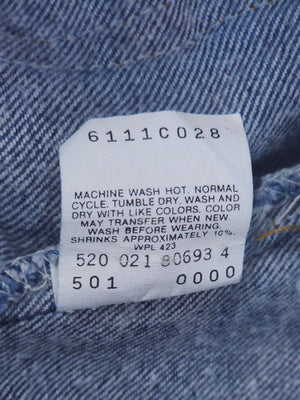 6111C028
MACHINE WASH HOT. NORMAL
CYCLE. TUMBLE DRY. WASH AND
DRY WITH LIKE COLORS. COLOR
MAY TRANSFER WHEN NEW.
WASH BEFORE WEARING.
SHRINKS APPROXIMATELY 10%.
WPL 423
520 021 80693 4
501 0000